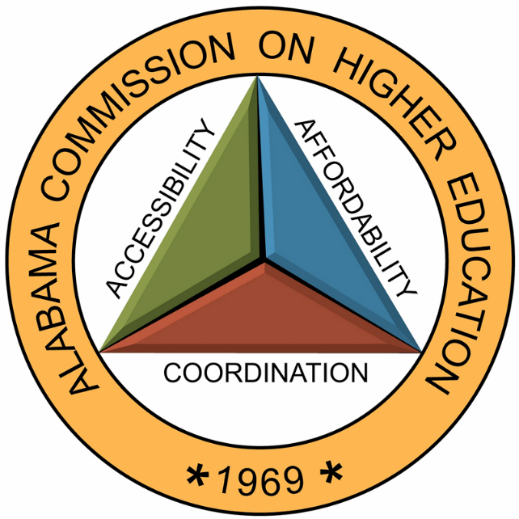 ALABAMA COMMISSION ON HIGHER EDUCATION
ACCESSIBILITY
AFFORDABILITY
COORDINATION
*1969*